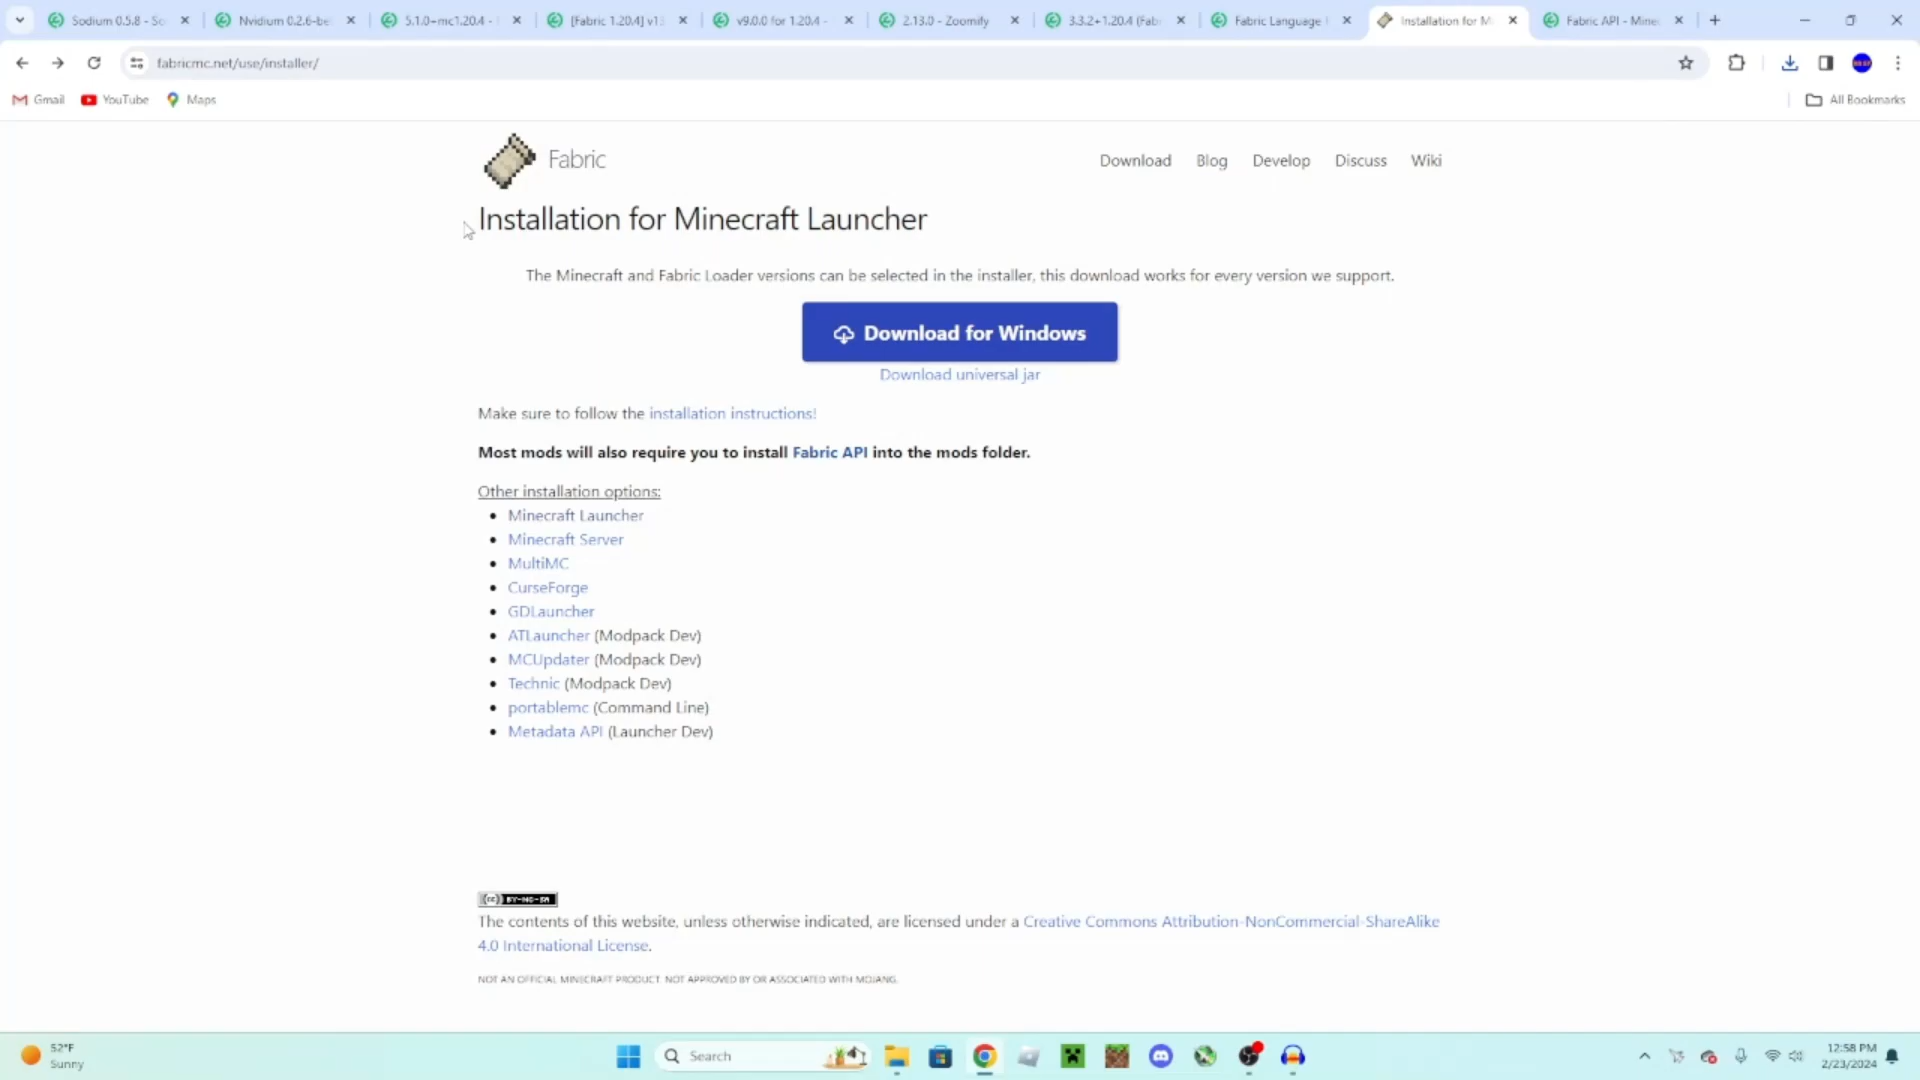 Sodium 0.5.8 - So
Nvidium 0.2.6-be
5.1.0+mc1.20.4 -
[Fabric 1.20.4] v13
v9.0.0 for 1.20.4 -
2.13.0 - Zoomify
3.3.2+1.20.4 (Fab
Fabric Language
Installation for M
Fabric API - Mine
fabricmc.net/use/installer/
Gmail YouTube Maps All Bookmarks
Fabric
Download Blog Develop Discuss Wiki
Installation for Minecraft Launcher
The Minecraft and Fabric Loader versions can be selected in the installer, this download works for every version we support.
Download for Windows
Download universal jar
Make sure to follow the installation instructions!
Most mods will also require you to install Fabric API into the mods folder.
Other installation options:
• Minecraft Launcher
• Minecraft Server
• MultiMC
• CurseForge
• GDLauncher
• ATLauncher (Modpack Dev)
• MCUpdater (Modpack Dev)
• Technic (Modpack Dev)
• portablemc (Command Line)
• Metadata API (Launcher Dev)
(cc) BY-NC-SA
The contents of this website, unless otherwise indicated, are licensed under a Creative Commons Attribution-NonCommercial-ShareAlike
4.0 International License.
NOT AN OFFICIAL MINECRAFT PRODUCT. NOT APPROVED BY OR ASSOCIATED WITH MOJANG.
52°F
Sunny
Search
12:58 PM
2/23/2024